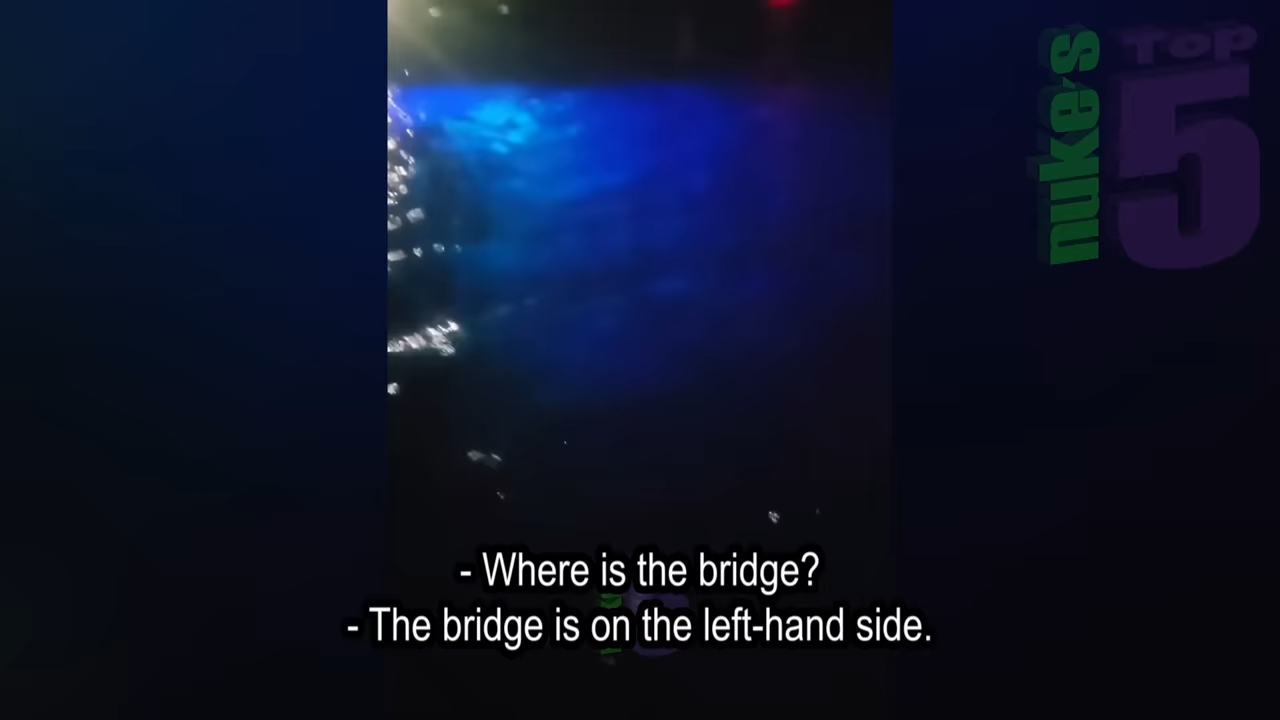 nuke's
Top
5
- Where is the bridge?
- The bridge is on the left-hand side.